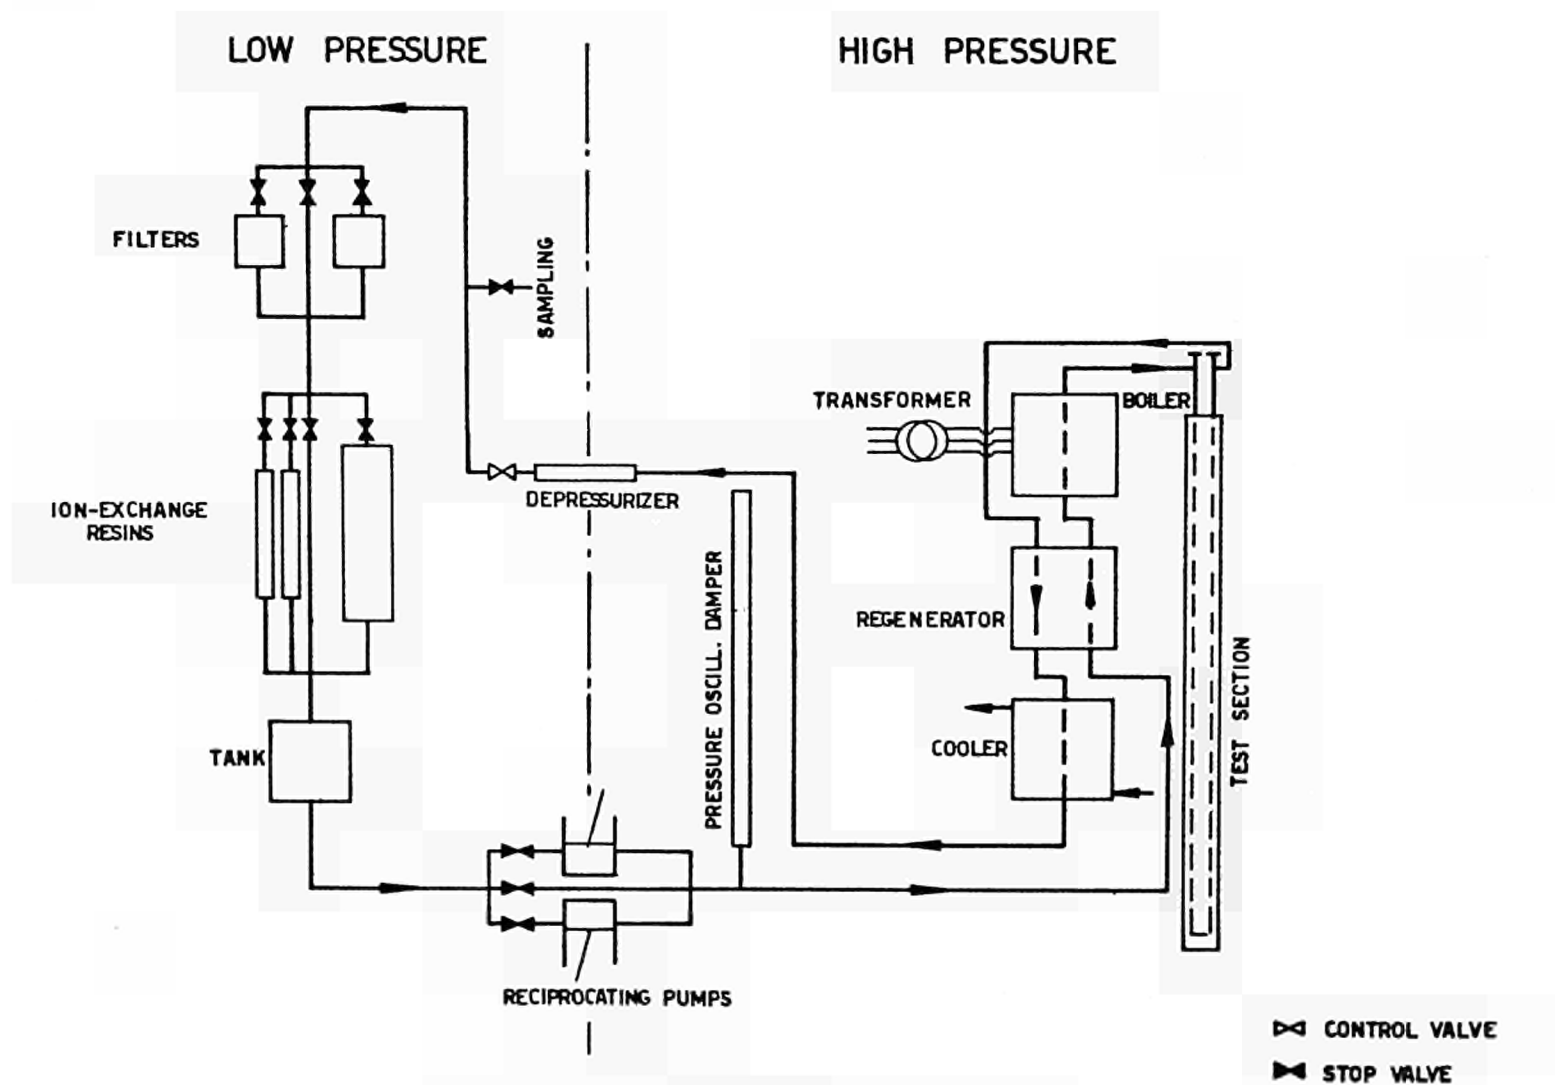 LOW PRESSURE
HIGH PRESSURE
FILTERS
SAMPLING
TRANSFORMER
BOILER
DEPRESSURIZER
ION-EXCHANGE
RESINS
PRESSURE OSCILL. DAMPER
REGENERATOR
TEST SECTION
TANK
COOLER
RECIPROCATING PUMPS
CONTROL VALVE
STOP VALVE